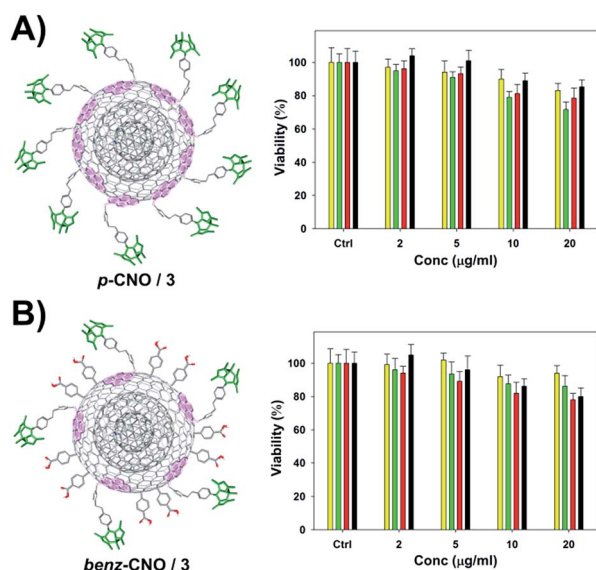 A)
p-CNO / 3
Viability (%)
100
80
60
40
20
0
Ctrl 2 5 10 20
Conc (μg/ml)
B)
benz-CNO / 3
Viability (%)
100
80
60
40
20
0
Ctrl 2 5 10 20
Conc (μg/ml)